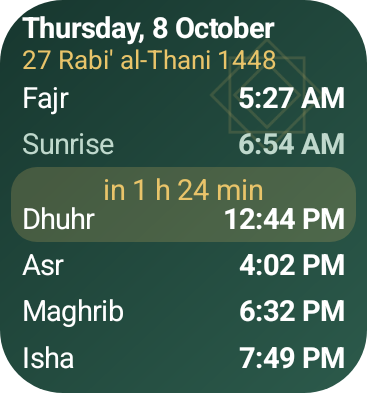 Thursday, 8 October
27 Rabi' al-Thani 1448
Fajr 5:27 AM
Sunrise 6:54 AM
in 1 h 24 min
Dhuhr 12:44 PM
Asr 4:02 PM
Maghrib 6:32 PM
Isha 7:49 PM